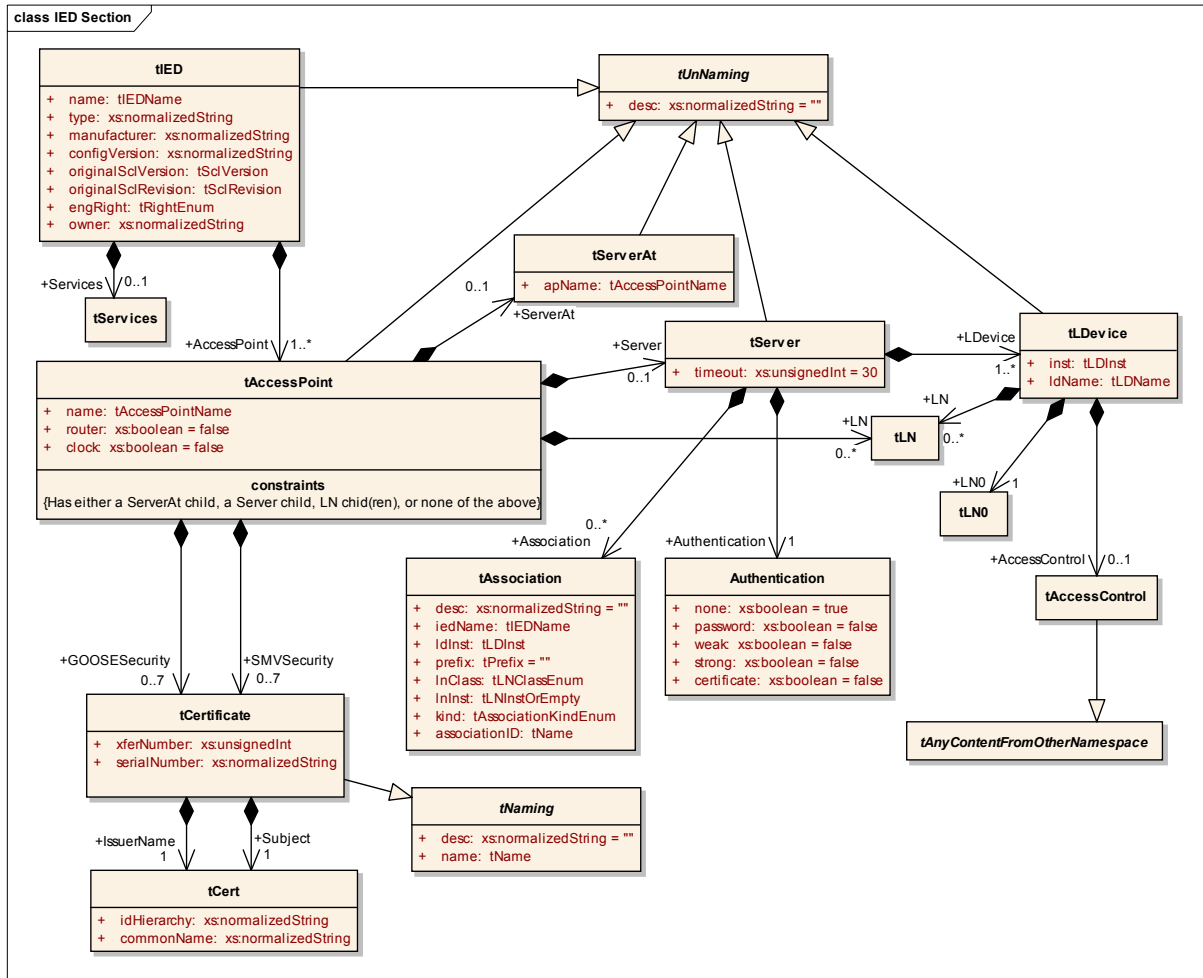 class IED Section
tIED
+ name: tIEDName
+ type: xs:normalizedString
+ manufacturer: xs:normalizedString
+ configVersion: xs:normalizedString
+ originalSclVersion: tSclVersion
+ originalSclRevision: tSclRevision
+ engRight: tRightEnum
+ owner: xs:normalizedString
tUnNaming
+ desc: xs:normalizedString = ""
+Services
0..1
tServices
+AccessPoint
1..*
tServerAt
+ apName: tAccessPointName
0..1
+ServerAt
tAccessPoint
+ name: tAccessPointName
+ router: xs:boolean = false
+ clock: xs:boolean = false
constraints
{Has either a ServerAt child, a Server child, LN chid(ren), or none of the above}
+Server
0..1
tServer
+ timeout: xs:unsignedInt = 30
+LDevice
1..*
tLDevice
+ inst: tLDInst
+ ldName: tLDName
+LN
0..*
+LN
0..*
tLN
+LN0
1
tLN0
+AccessControl
0..1
tAccessControl
tAnyContentFromOtherNamespace
0..*
+Association
tAssociation
+ desc: xs:normalizedString = ""
+ iedName: tIEDName
+ ldInst: tLDInst
+ prefix: tPrefix = ""
+ lnClass: tLNClassEnum
+ lnInst: tLNInstOrEmpty
+ kind: tAssociationKindEnum
+ associationID: tName
+Authentication
1
Authentication
+ none: xs:boolean = true
+ password: xs:boolean = false
+ weak: xs:boolean = false
+ strong: xs:boolean = false
+ certificate: xs:boolean = false
+GOOSESecurity
0..7
+SMVSecurity
0..7
tCertificate
+ xferNumber: xs:unsignedInt
+ serialNumber: xs:normalizedString
tNaming
+ desc: xs:normalizedString = ""
+ name: tName
+IssuerName
1
+Subject
1
tCert
+ idHierarchy: xs:normalizedString
+ commonName: xs:normalizedString